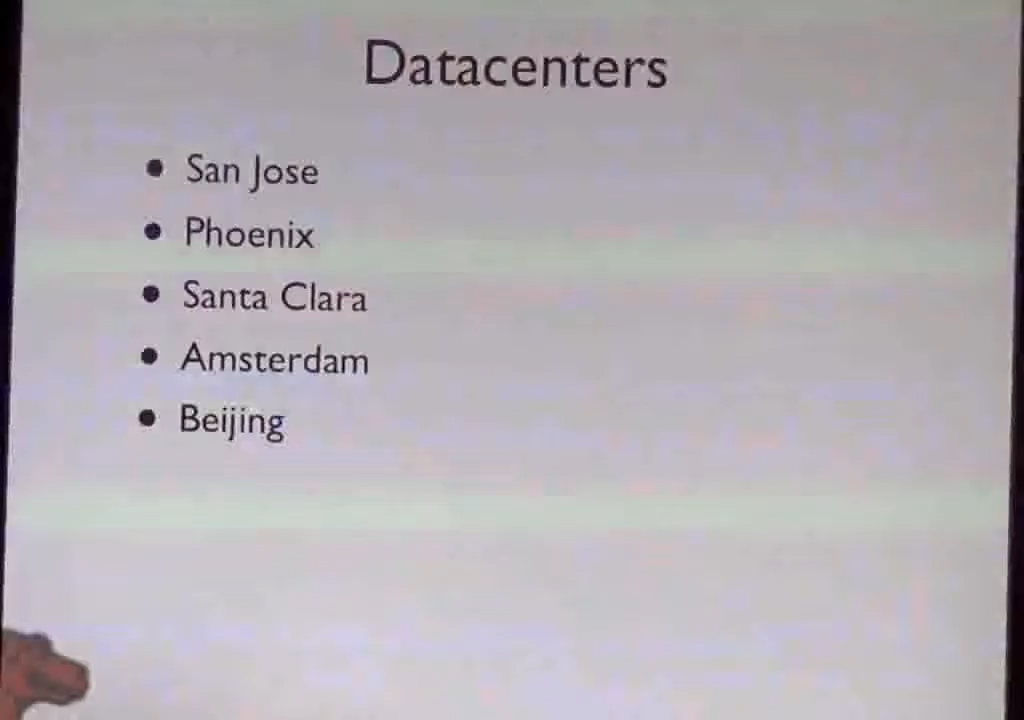 Datacenters
• San Jose
• Phoenix
• Santa Clara
• Amsterdam
• Beijing